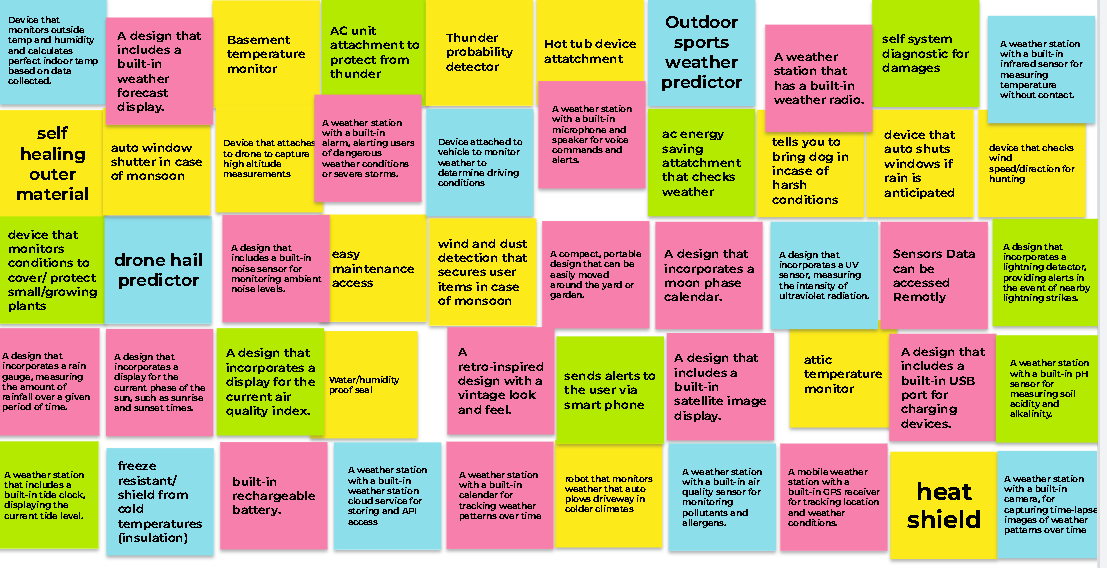 Device that
monitors outside
temp and humidity
and calculates
perfect indoor temp
based on data
collected.
A design that
includes a
built-in
weather
forecast
display.
Basement
temperature
monitor
AC unit
attachment to
protect from
thunder
Thunder
probability
detector
Hot tub device
attatchment
Outdoor
sports
weather
predictor
A weather
station that
has a built-in
weather radio.
self system
diagnostic for
damages
A weather station
with a built-in
infrared sensor for
measuring
temperature
without contact.
self
healing
outer
material
auto window
shutter in case
of monsoon
Device that attaches
to drone to capture
high altitude
measurements
A weather station
with a built-in
alarm, alerting users
of dangerous
weather conditions
or severe storms.
Device attached to
vehicle to monitor
weather to
determine driving
conditions
A weather station
with a built-in
microphone and
speaker for voice
commands and
alerts.
ac energy
saving
attatchment
that checks
weather
tells you to
bring dog in
incase of
harsh
conditions
device that
auto shuts
windows if
rain is
anticipated
device that checks
wind
speed/direction for
hunting
device that
monitors
conditions to
cover/ protect
small/growing
plants
drone hail
predictor
A design that
includes a built-in
noise sensor for
monitoring ambient
noise levels.
easy
maintenance
access
wind and dust
detection that
secures user
items in case
of monsoon
A compact, portable
design that can be
easily moved
around the yard or
garden.
A design that
incorporates a
moon phase
calendar.
A design that
incorporates a UV
sensor, measuring
the intensity of
ultraviolet radiation.
Sensors Data
can be
accessed
Remotly
A design that
incorporates a
lightning detector,
providing alerts in
the event of nearby
lightning strikes.
A design that
incorporates a rain
gauge, measuring
the amount of
rainfall over a given
period of time.
A design that
incorporates a
display for the
current phase of the
sun, such as sunrise
and sunset times.
A design that
incorporates a
display for the
current air
quality index.
Water/humidity
proof seal
A
retro-inspired
design with a
vintage look
and feel.
sends alerts to
the user via
smart phone
A design that
includes a
built-in
satellite image
display.
attic
temperature
monitor
A design that
includes a
built-in USB
port for
charging
devices.
A weather station
with a built-in pH
sensor for
measuring soil
acidity and
alkalinity.
A weather station
that includes a
built-in tide clock,
displaying the
current tide level.
freeze
resistant/
shield from
cold
temperatures
(insulation)
built-in
rechargeable
battery.
A weather station
with a built-in
weather station
cloud service for
storing and API
access
A weather station
with a built-in
calendar for
tracking weather
patterns over time
robot that monitors
weather that auto
plows driveway in
colder climates
A weather station
with a built-in air
quality sensor for
monitoring
pollutants and
allergens.
A mobile weather
station with a
built-in GPS receiver
for tracking location
and weather
conditions.
heat
shield
A weather station
with a built-in
camera, for
capturing time-lapse
images of weather
patterns over time